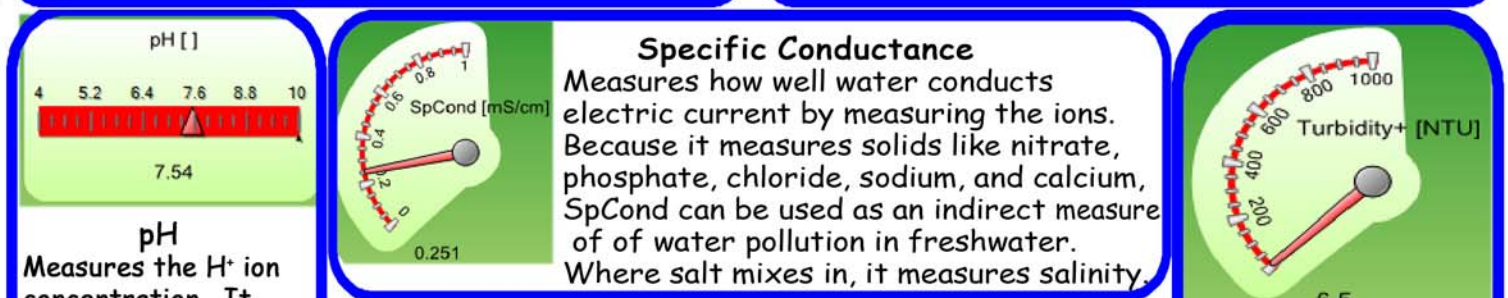 pH [ ]
4 5.2 6.4 7.6 8.8 10
7.54
pH
Measures the H⁺ ion
concentration. It
1
0.8
0.6
SpCond [mS/cm]
0.4
0.2
0
0.251
Specific Conductance
Measures how well water conducts
electric current by measuring the ions.
Because it measures solids like nitrate,
phosphate, chloride, sodium, and calcium,
SpCond can be used as an indirect measure
of of water pollution in freshwater.
Where salt mixes in, it measures salinity.
1000
800
600
Turbidity+ [NTU]
400
200
6.5